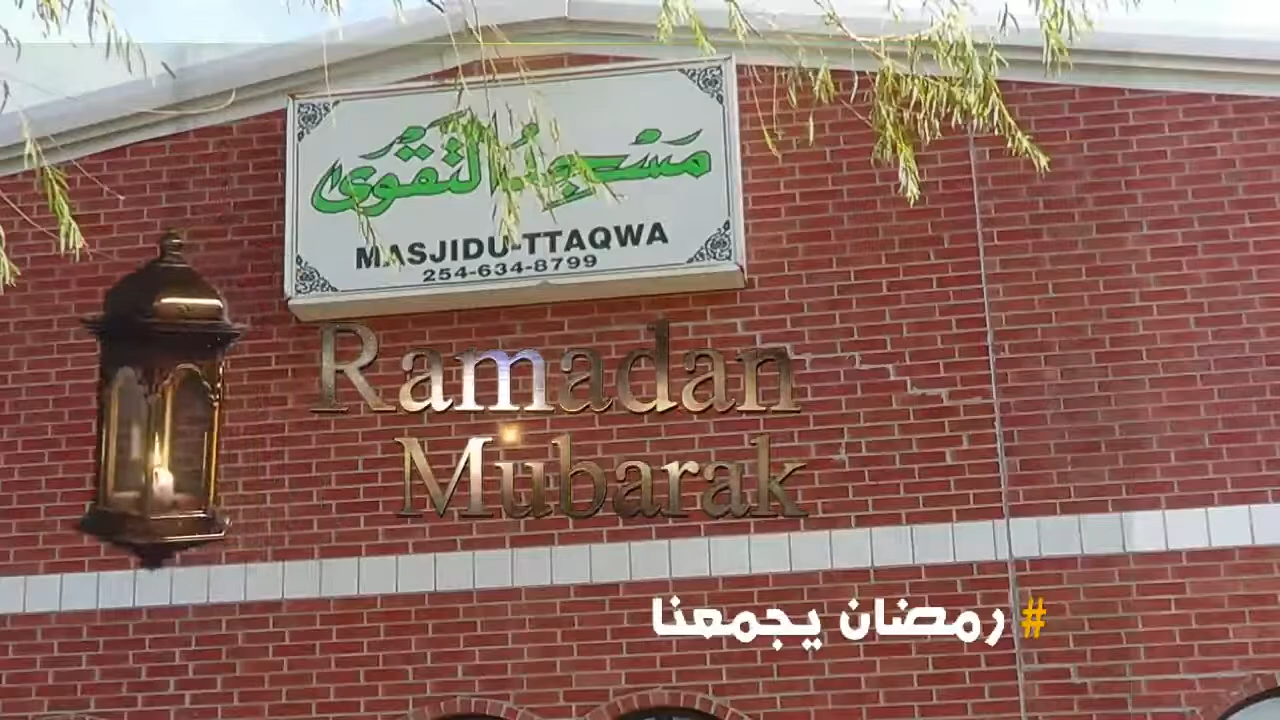 مسجد التقوى
MASJIDU-TTAQWA
254-634-8799
Ramadan
Mubarak
# رمضان يجمعنا